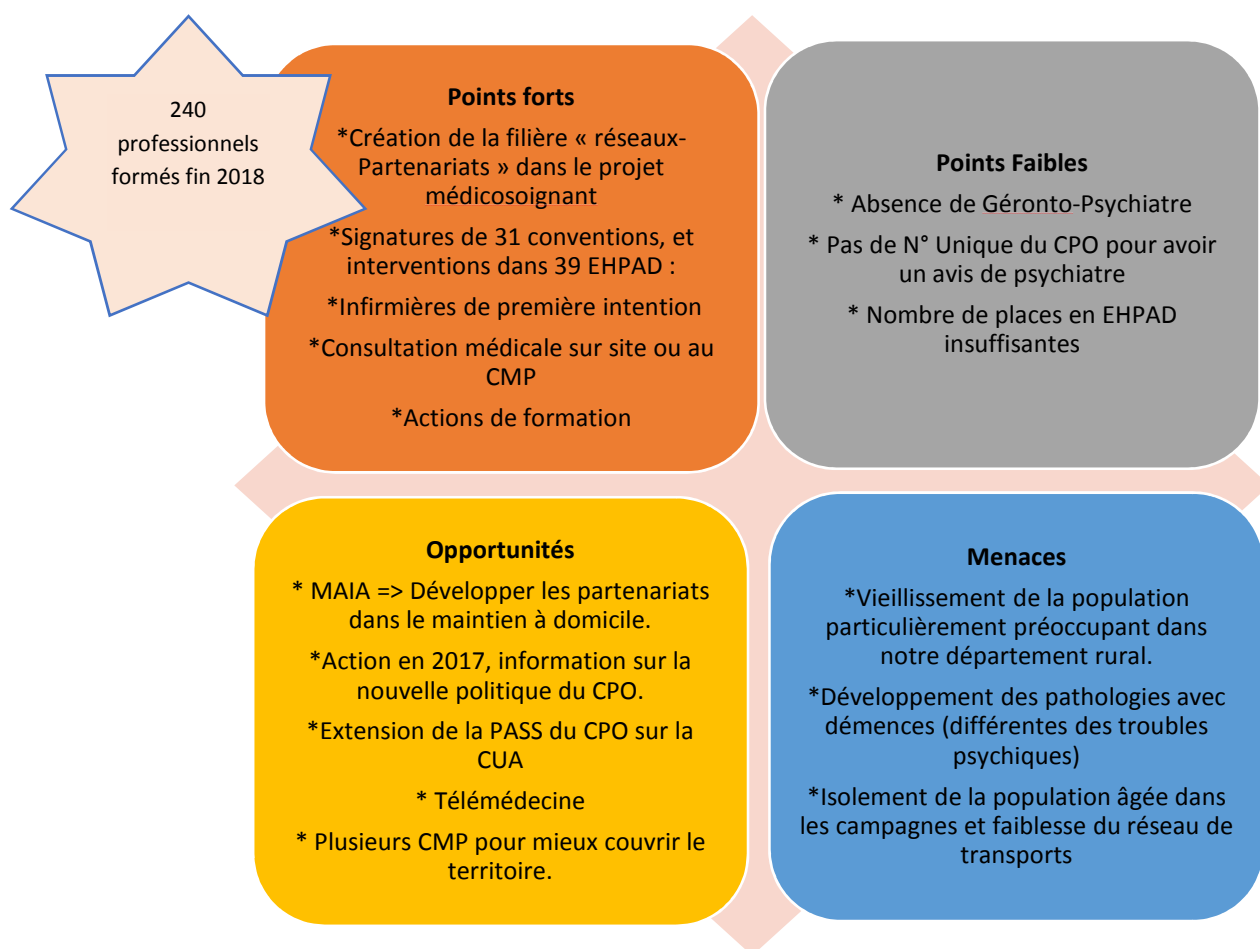 240
professionnels
formés fin 2018
Points forts
*Création de la filière « réseaux-
Partenariats » dans le projet
médicosoignant
*Signatures de 31 conventions, et
interventions dans 39 EHPAD :
*Infirmières de première intention
*Consultation médicale sur site ou au
CMP
*Actions de formation
Points Faibles
* Absence de Géronto-Psychiatre
* Pas de N° Unique du CPO pour avoir
un avis de psychiatre
* Nombre de places en EHPAD
insuffisantes
Opportunités
* MAIA => Développer les partenariats
dans le maintien à domicile.
*Action en 2017, information sur la
nouvelle politique du CPO.
*Extension de la PASS du CPO sur la
CUA
* Télémédecine
* Plusieurs CMP pour mieux couvrir le
territoire.
Menaces
*Vieillissement de la population
particulièrement préoccupant dans
notre département rural.
*Développement des pathologies avec
démences (différentes des troubles
psychiques)
*Isolement de la population âgée dans
les campagnes et faiblesse du réseau de
transports